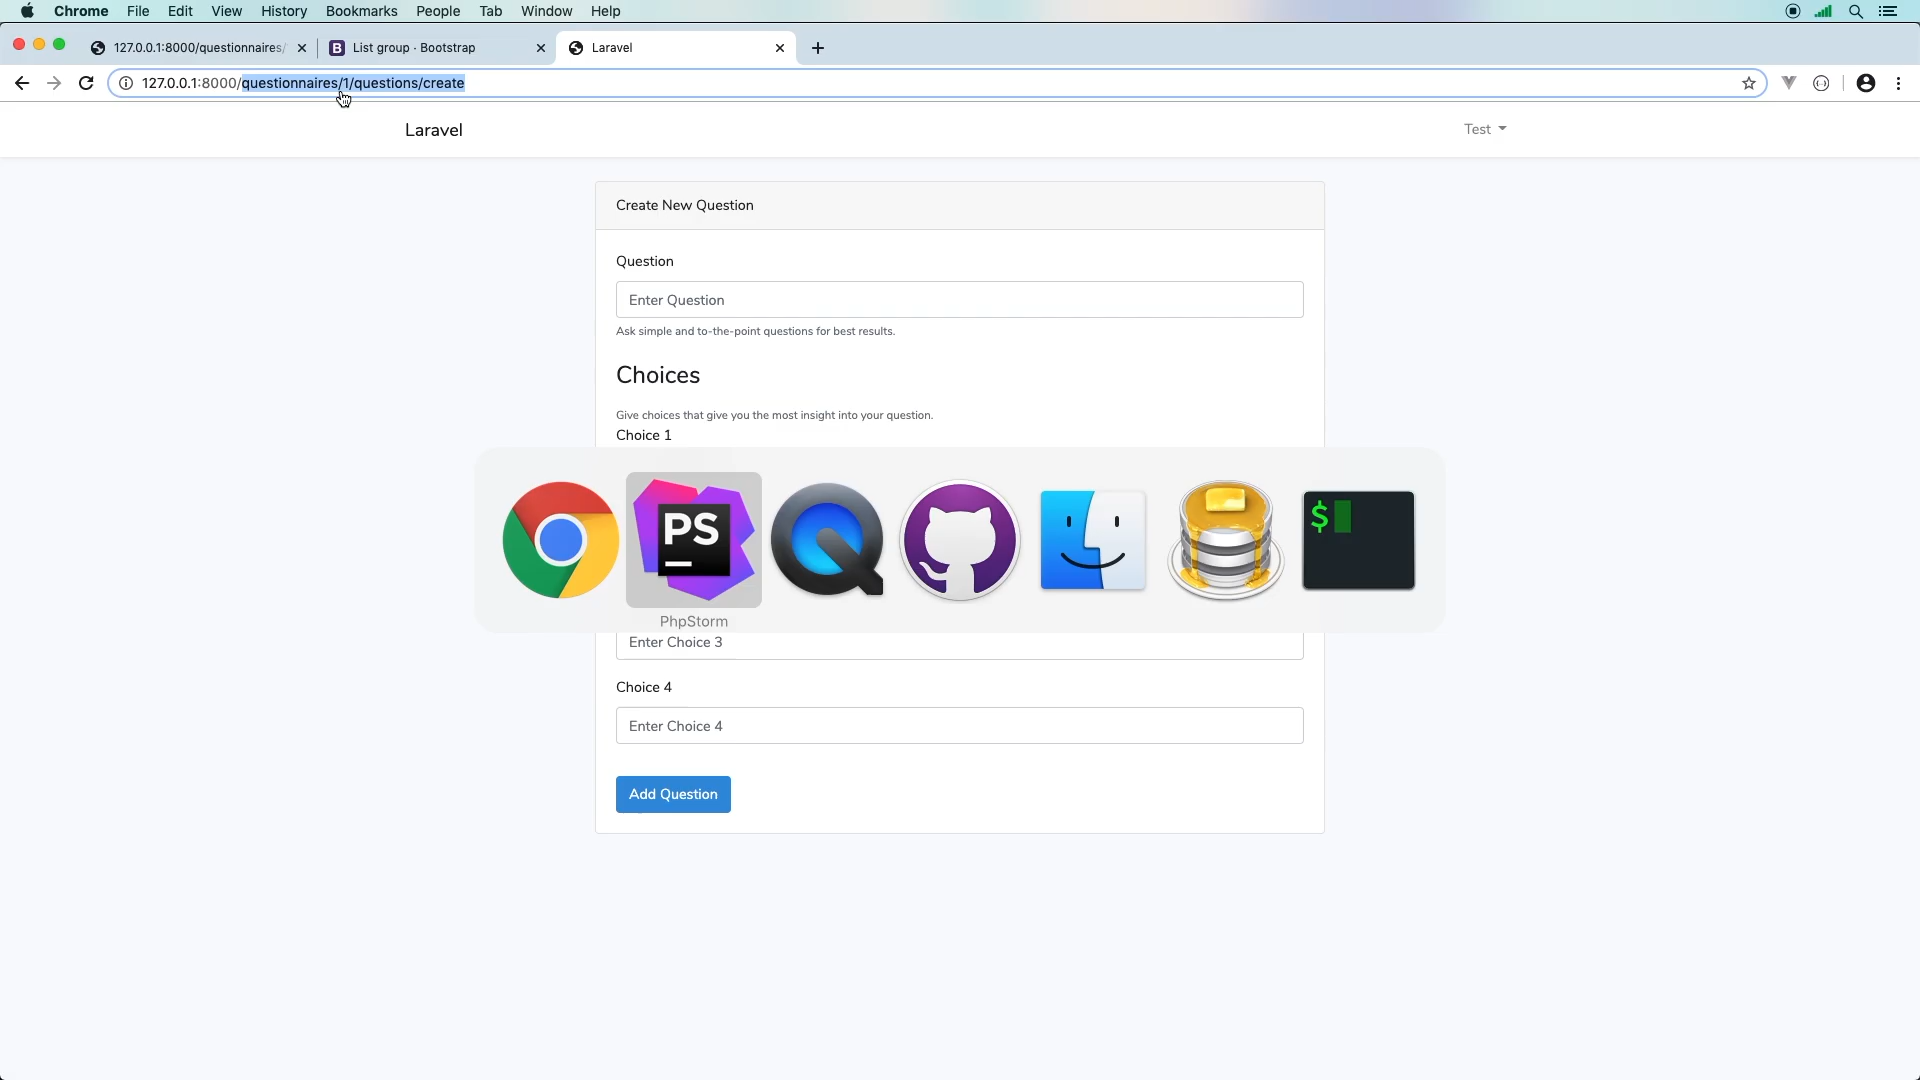 Chrome File Edit View History Bookmarks People Tab Window Help
127.0.0.1:8000/questionnaires/ List group · Bootstrap Laravel
127.0.0.1:8000/questionnaires/1/questions/create
Laravel
Test
Create New Question
Question
Enter Question
Ask simple and to-the-point questions for best results.
Choices
Give choices that give you the most insight into your question.
Choice 1
PS
$
PhpStorm
Enter Choice 3
Choice 4
Enter Choice 4
Add Question